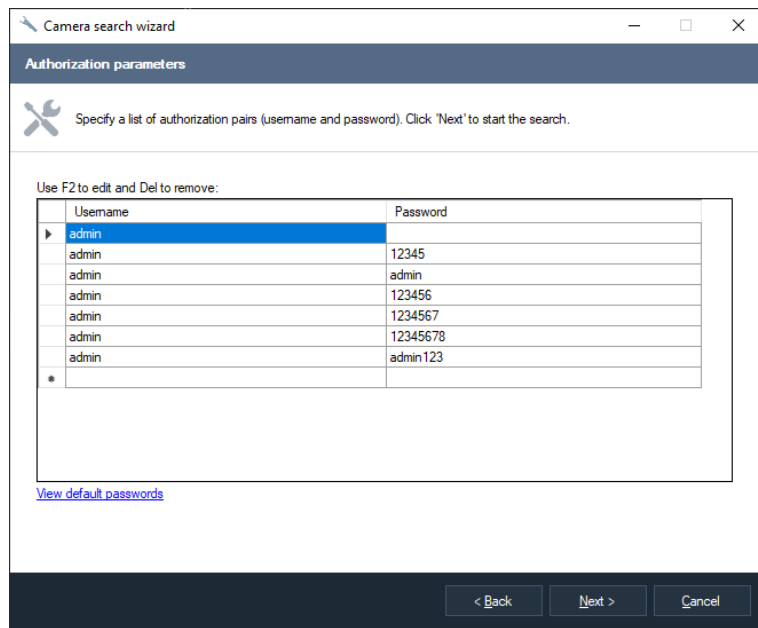 Camera search wizard
Authorization parameters
Specify a list of authorization pairs (username and password). Click 'Next' to start the search.
Use F2 to edit and Del to remove:
Username Password
admin
admin 12345
admin admin
admin 123456
admin 1234567
admin 12345678
admin admin123
View default passwords
< Back Next > Cancel